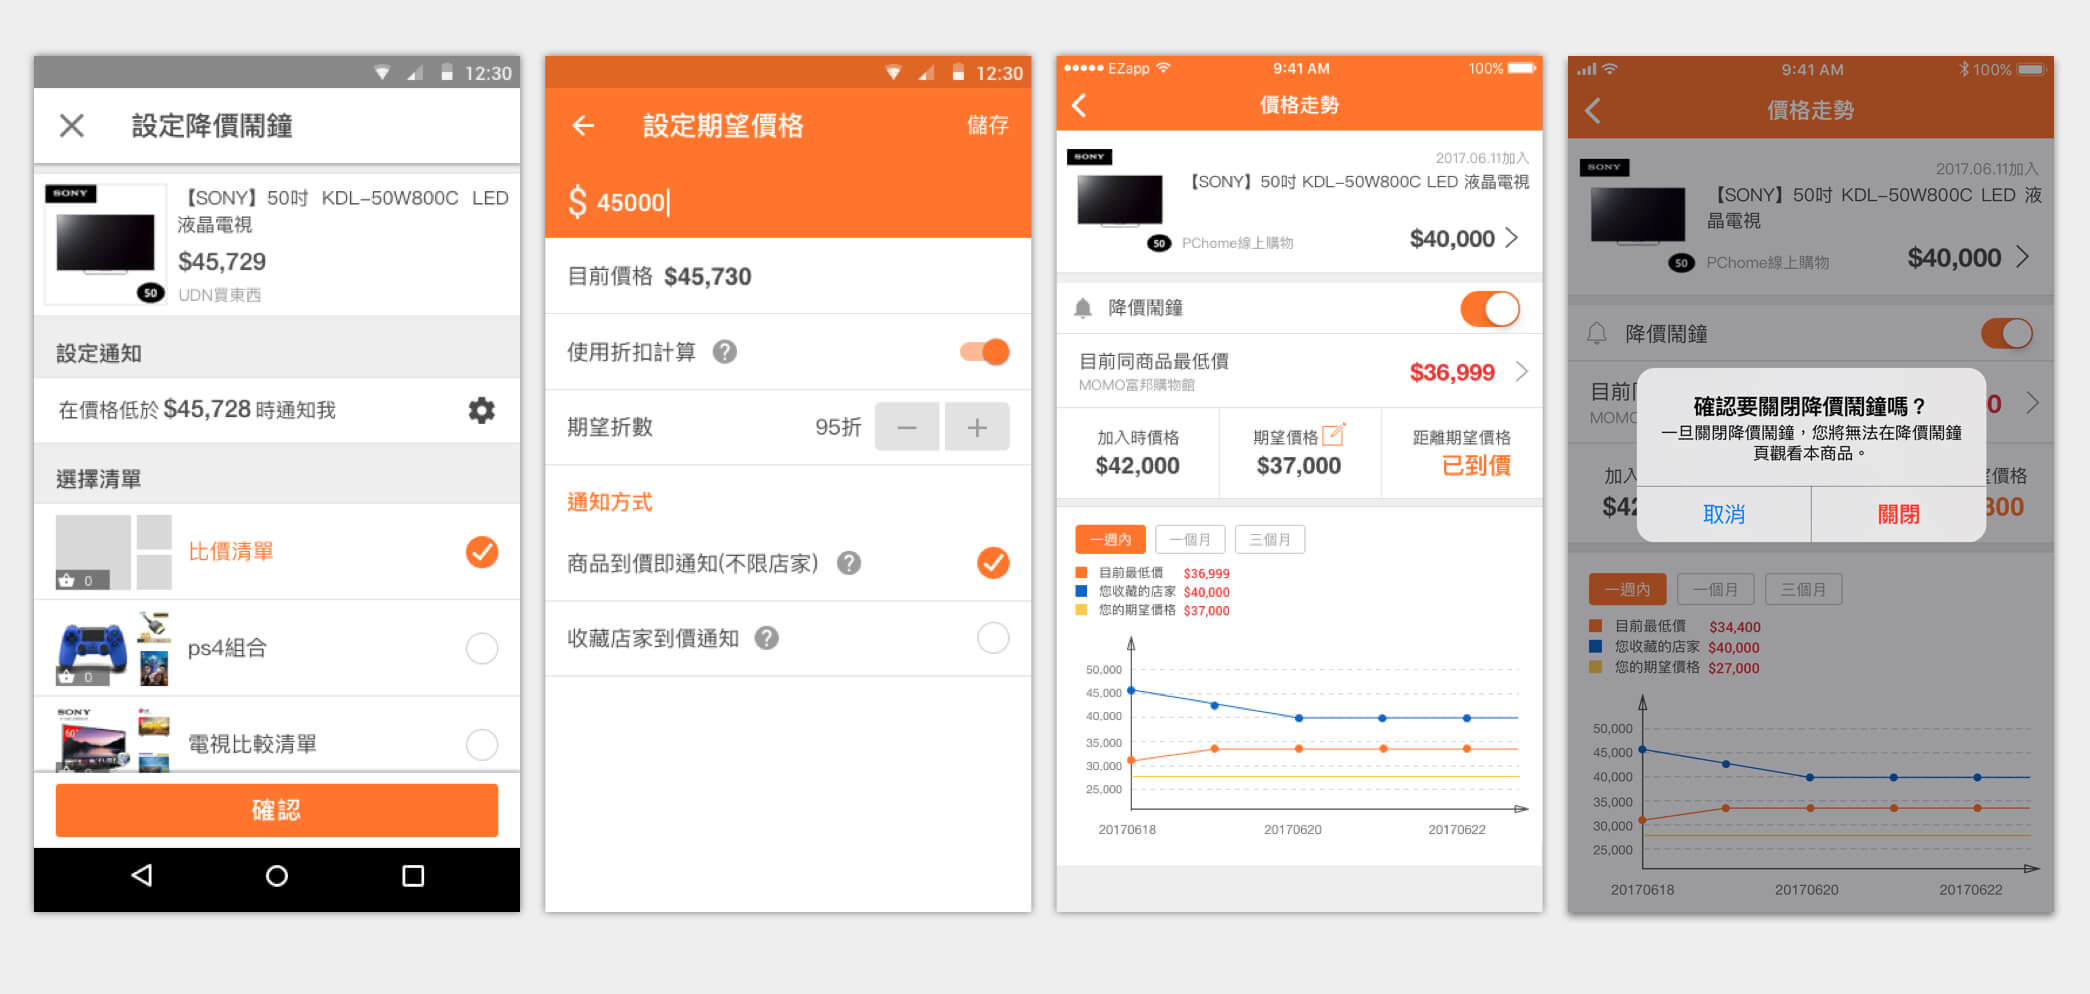 12:30
設定降價鬧鐘
SONY
【SONY】50吋 KDL-50W800C LED
液晶電視
$45,729
50
UDN買東西
設定通知
在價格低於 $45,728 時通知我
選擇清單
比價清單
0
ps4組合
0
SONY
60"
電視比較清單
確認
12:30
設定期望價格
儲存
$ 45000
目前價格 $45,730
使用折扣計算 ?
期望折數 95折 − +
通知方式
商品到價即通知(不限店家) ?
收藏店家到價通知 ?
EZapp 9:41 AM 100%
價格走勢
SONY
2017.06.11加入
【SONY】50吋 KDL-50W800C LED 液晶電視
50
PChome線上購物
$40,000
降價鬧鐘
目前同商品最低價
MOMO富邦購物館
$36,999
加入時價格
$42,000
期望價格
$37,000
距離期望價格
已到價
一週內 一個月 三個月
目前最低價 $36,999
您收藏的店家 $40,000
您的期望價格 $37,000
50,000
45,000
40,000
35,000
30,000
25,000
20170618 20170620 20170622
9:41 AM 100%
價格走勢
SONY
2017.06.11加入
【SONY】50吋 KDL-50W800C LED 液
晶電視
50
PChome線上購物
$40,000
降價鬧鐘
目前
MOMO
0
確認要關閉降價鬧鐘嗎？
一旦關閉降價鬧鐘，您將無法在降價鬧鐘
頁觀看本商品。
取消 關閉
加入
$42
價格
300
一週內 一個月 三個月
目前最低價 $34,400
您收藏的店家 $40,000
您的期望價格 $27,000
50,000
45,000
40,000
35,000
30,000
25,000
20170618 20170620 20170622